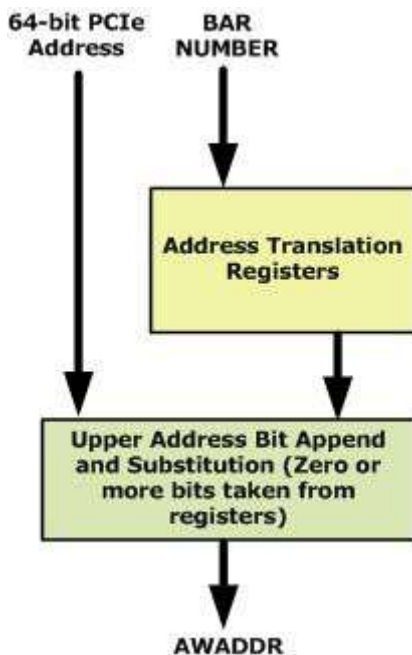 64-bit PCIe
Address
BAR
NUMBER
Address Translation
Registers
Upper Address Bit Append
and Substitution (Zero or
more bits taken from
registers)
AWADDR